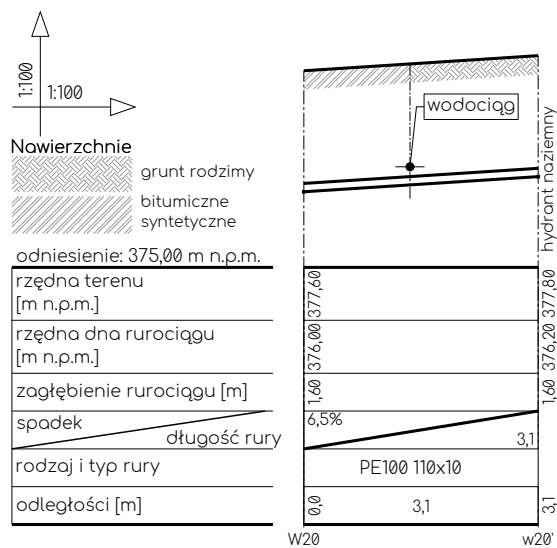 1:100
1:100
Nawierzchnie
grunt rodzimy
bitumiczne
syntetyczne
wodociąg
hydrant naziemny
odniesienie: 375,00 m n.p.m.
rzędna terenu
[m n.p.m.]
377,60
377,80
rzędna dna rurociągu
[m n.p.m.]
376,00
376,20
zagłębienie rurociągu [m]
1,60
1,60
spadek
długość rury
6,5%
3,1
rodzaj i typ rury
PE100 110x10
odległości [m]
0,0
3,1
3,1
W20
w20'